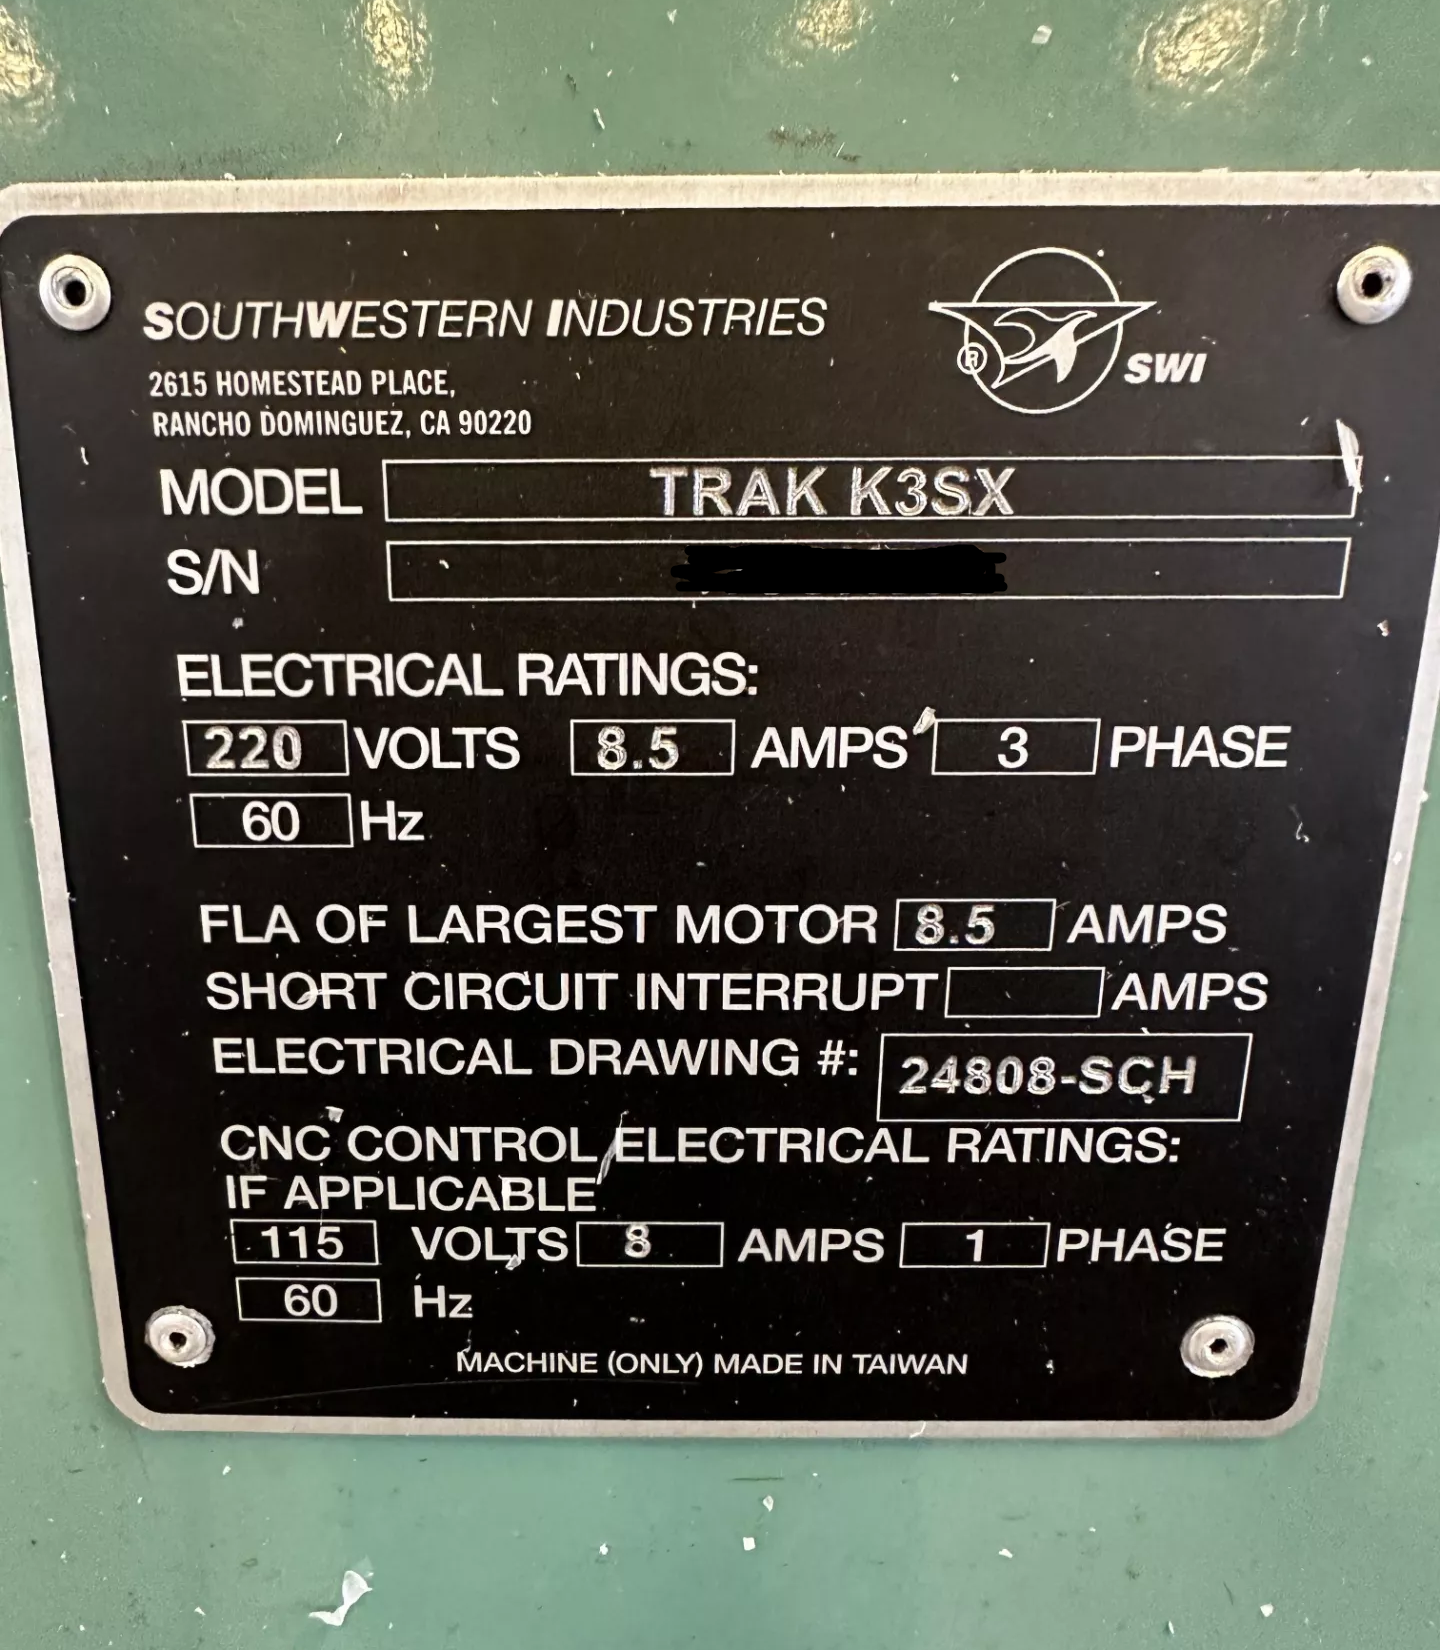 SOUTHWESTERN INDUSTRIES
2615 HOMESTEAD PLACE,
RANCHO DOMINGUEZ, CA 90220
® SWI
MODEL TRAK K3SX
S/N
ELECTRICAL RATINGS:
220 VOLTS 8.5 AMPS 3 PHASE
60 Hz
FLA OF LARGEST MOTOR 8.5 AMPS
SHORT CIRCUIT INTERRUPT AMPS
ELECTRICAL DRAWING #: 24808-SCH
CNC CONTROL ELECTRICAL RATINGS:
IF APPLICABLE
115 VOLTS 8 AMPS 1 PHASE
60 Hz
MACHINE (ONLY) MADE IN TAIWAN